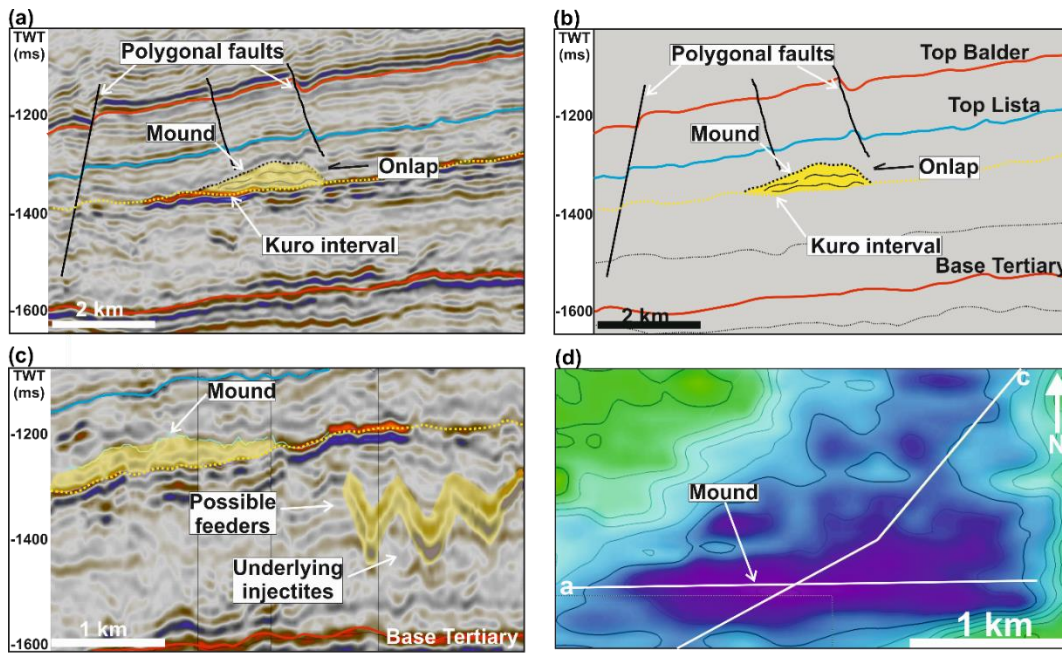 (a)
TWT
(ms)
-1200
-1400
-1600
Polygonal faults
Mound
Onlap
Kuro interval
2 km
(b)
TWT
(ms)
-1200
-1400
-1600
Polygonal faults
Top Balder
Top Lista
Mound
Onlap
Kuro interval
Base Tertiary
2 km
(c)
TWT
(ms)
-1200
-1400
-1600
Mound
Possible
feeders
Underlying
injectites
1 km
Base Tertiary
(d)
c
N
Mound
a
1 km